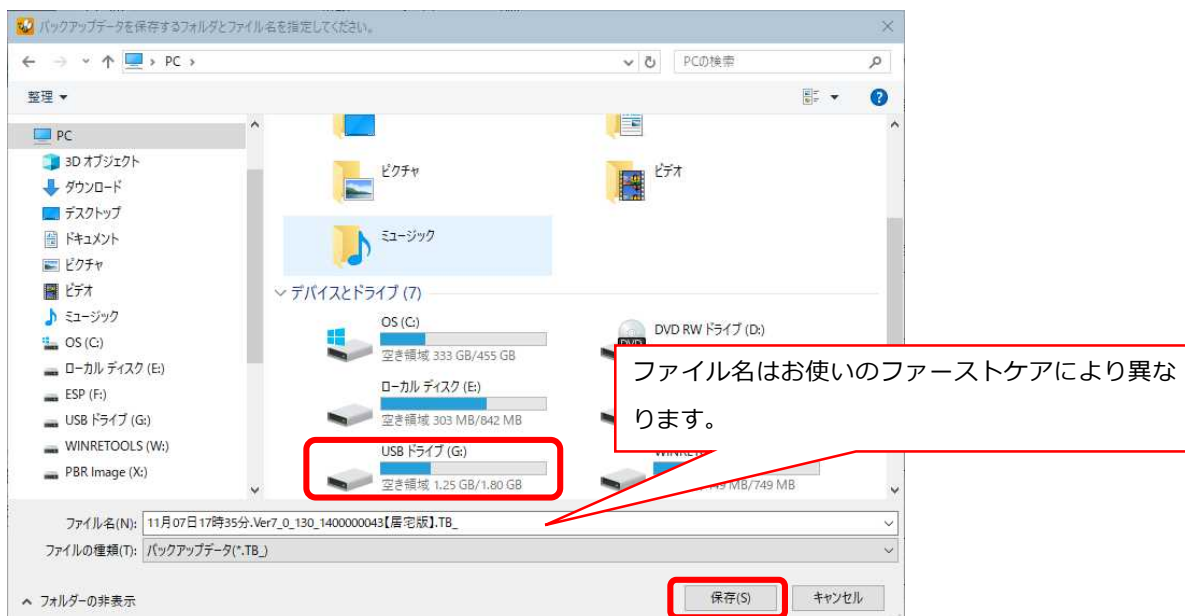 バックアップデータを保存するフォルダとファイル名を指定してください。
PC
PCの検索
整理
PC
3D オブジェクト
ダウンロード
デスクトップ
ドキュメント
ピクチャ
ビデオ
ミュージック
OS (C:)
ローカル ディスク (E:)
ESP (F:)
USB ドライブ (G:)
WINRETOOLS (W:)
PBR Image (X:)
ピクチャ
ビデオ
ミュージック
デバイスとドライブ (7)
OS (C:)
空き領域 333 GB/455 GB
DVD RW ドライブ (D:)
DVD
ローカル ディスク (E:)
空き領域 303 MB/842 MB
USB ドライブ (G:)
空き領域 1.25 GB/1.80 GB
MB/749 MB
ファイル名はお使いのファーストケアにより異な
ります。
ファイル名(N):
11月07日17時35分.Ver7_0_130_1400000043【居宅版】.TB_
ファイルの種類(T):
バックアップデータ(*.TB_)
フォルダーの非表示
保存(S)
キャンセル